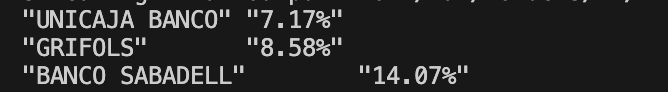 "UNICAJA BANCO" "7.17%"
"GRIFOLS" "8.58%"
"BANCO SABADELL" "14.07%"